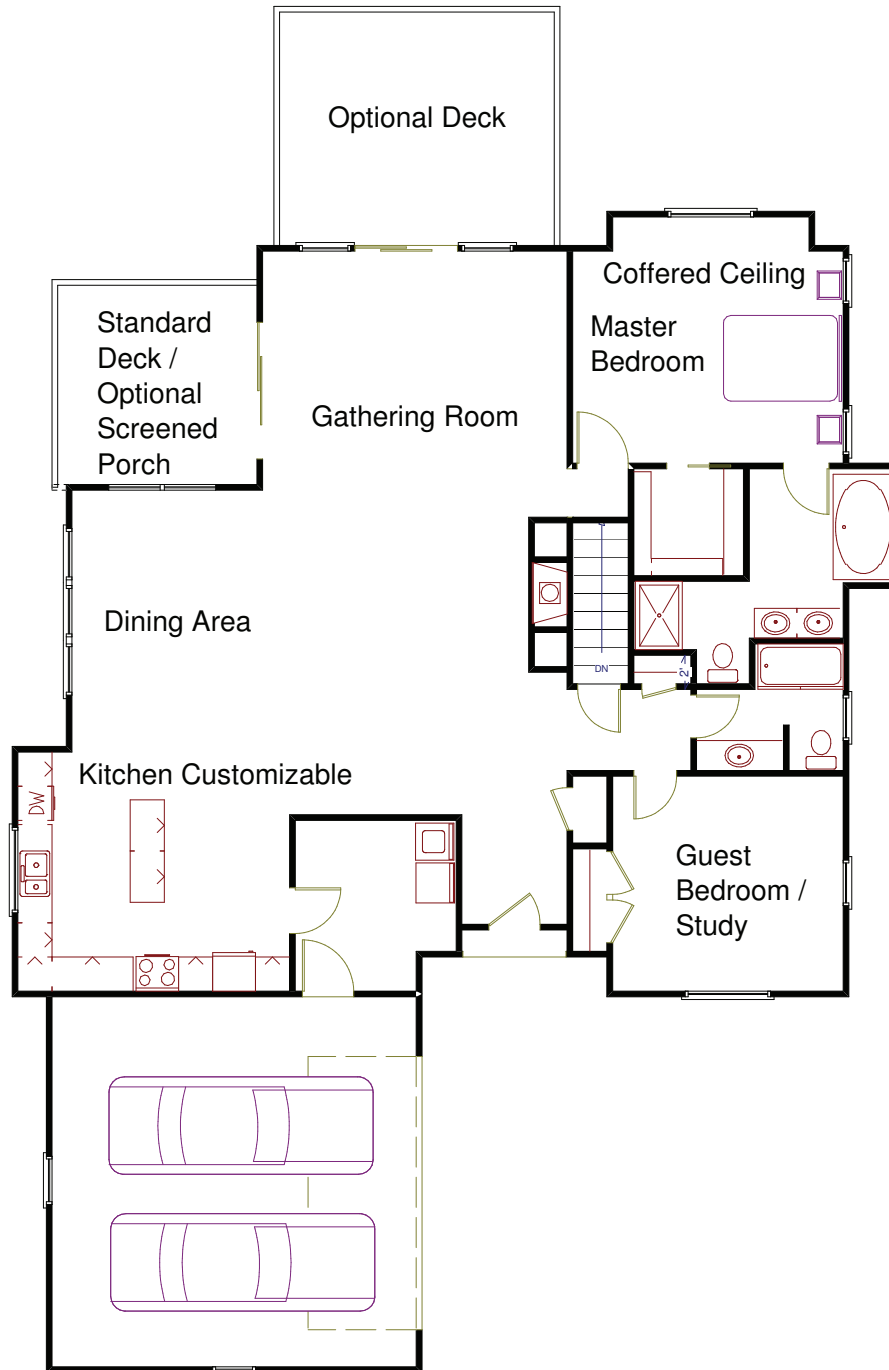 Optional Deck
Coffered Ceiling
Master
Bedroom
Standard
Deck /
Optional
Screened
Porch
Gathering Room
Dining Area
DN
2'
Kitchen Customizable
DW
Guest
Bedroom /
Study